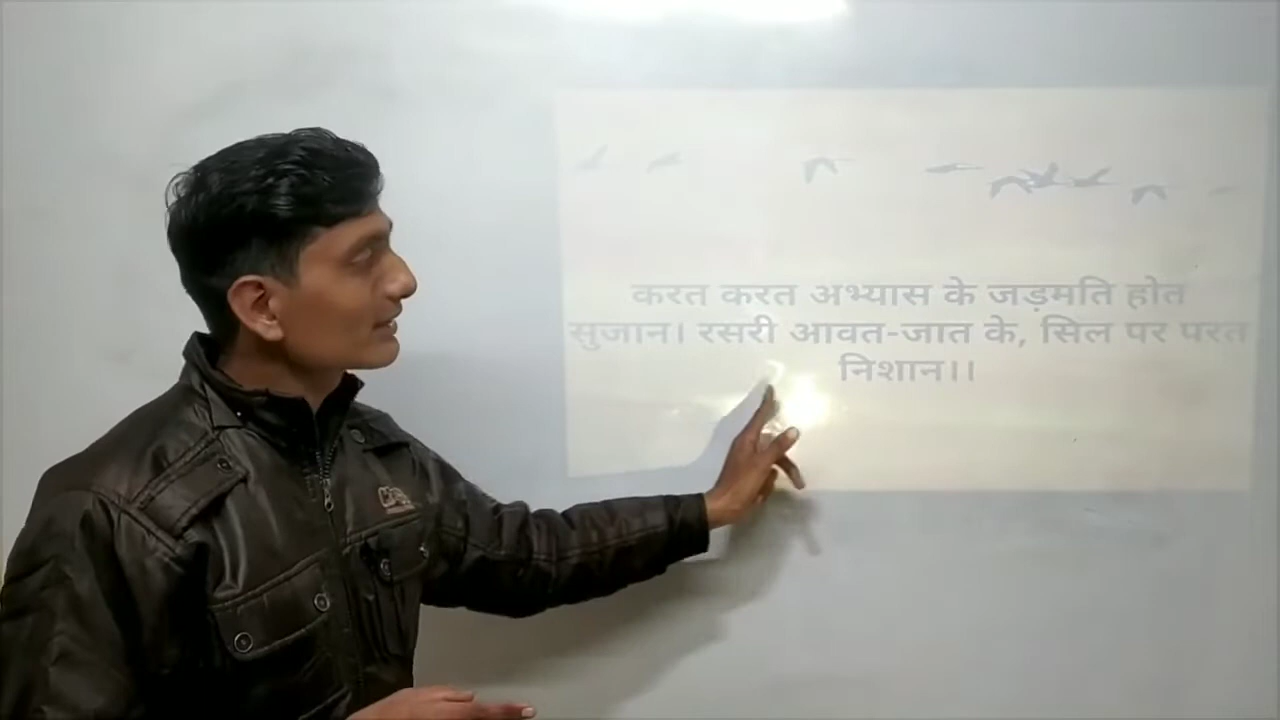 करत करत अभ्यास के जड़मति होत
सुजान। रसरी आवत-जात के, सिल पर परत
निशान।।